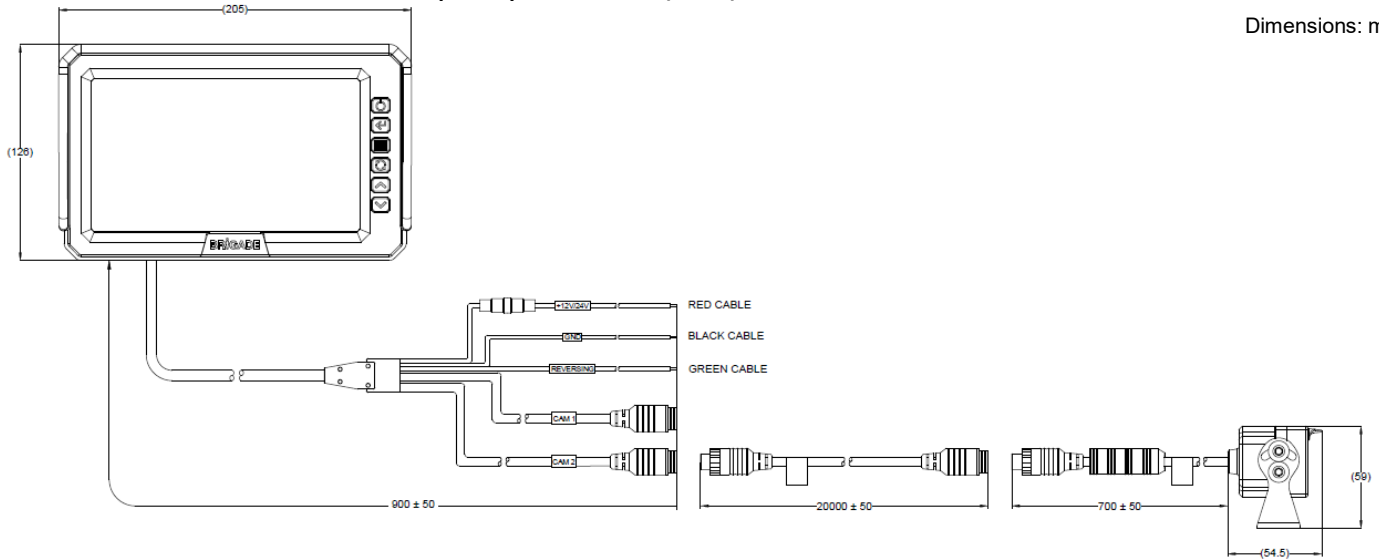 (205)
Dimensions: m
(126)
BRIGADE
+12V/24V
RED CABLE
GND
BLACK CABLE
REVERSING
GREEN CABLE
CAM 1
CAM 2
900 ± 50
20000 ± 50
700 ± 50
(59)
(54.5)